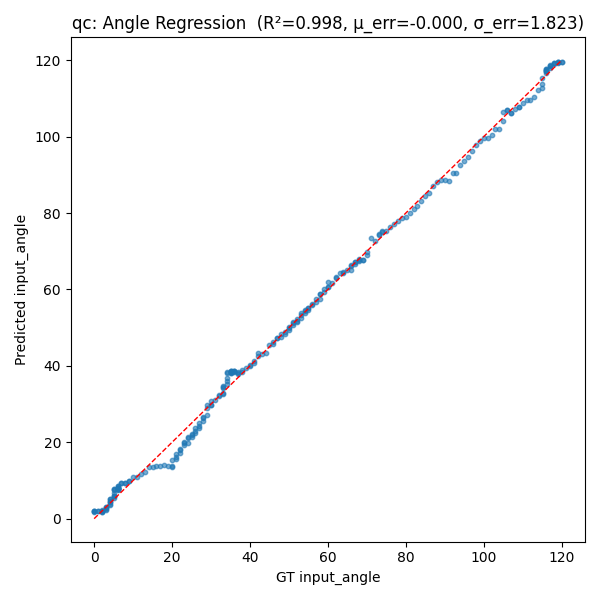 qc: Angle Regression  (R²=0.998, μ_err=-0.000, σ_err=1.823)
120
100
80
60
40
20
0
Predicted input_angle
0 20 40 60 80 100 120
GT input_angle